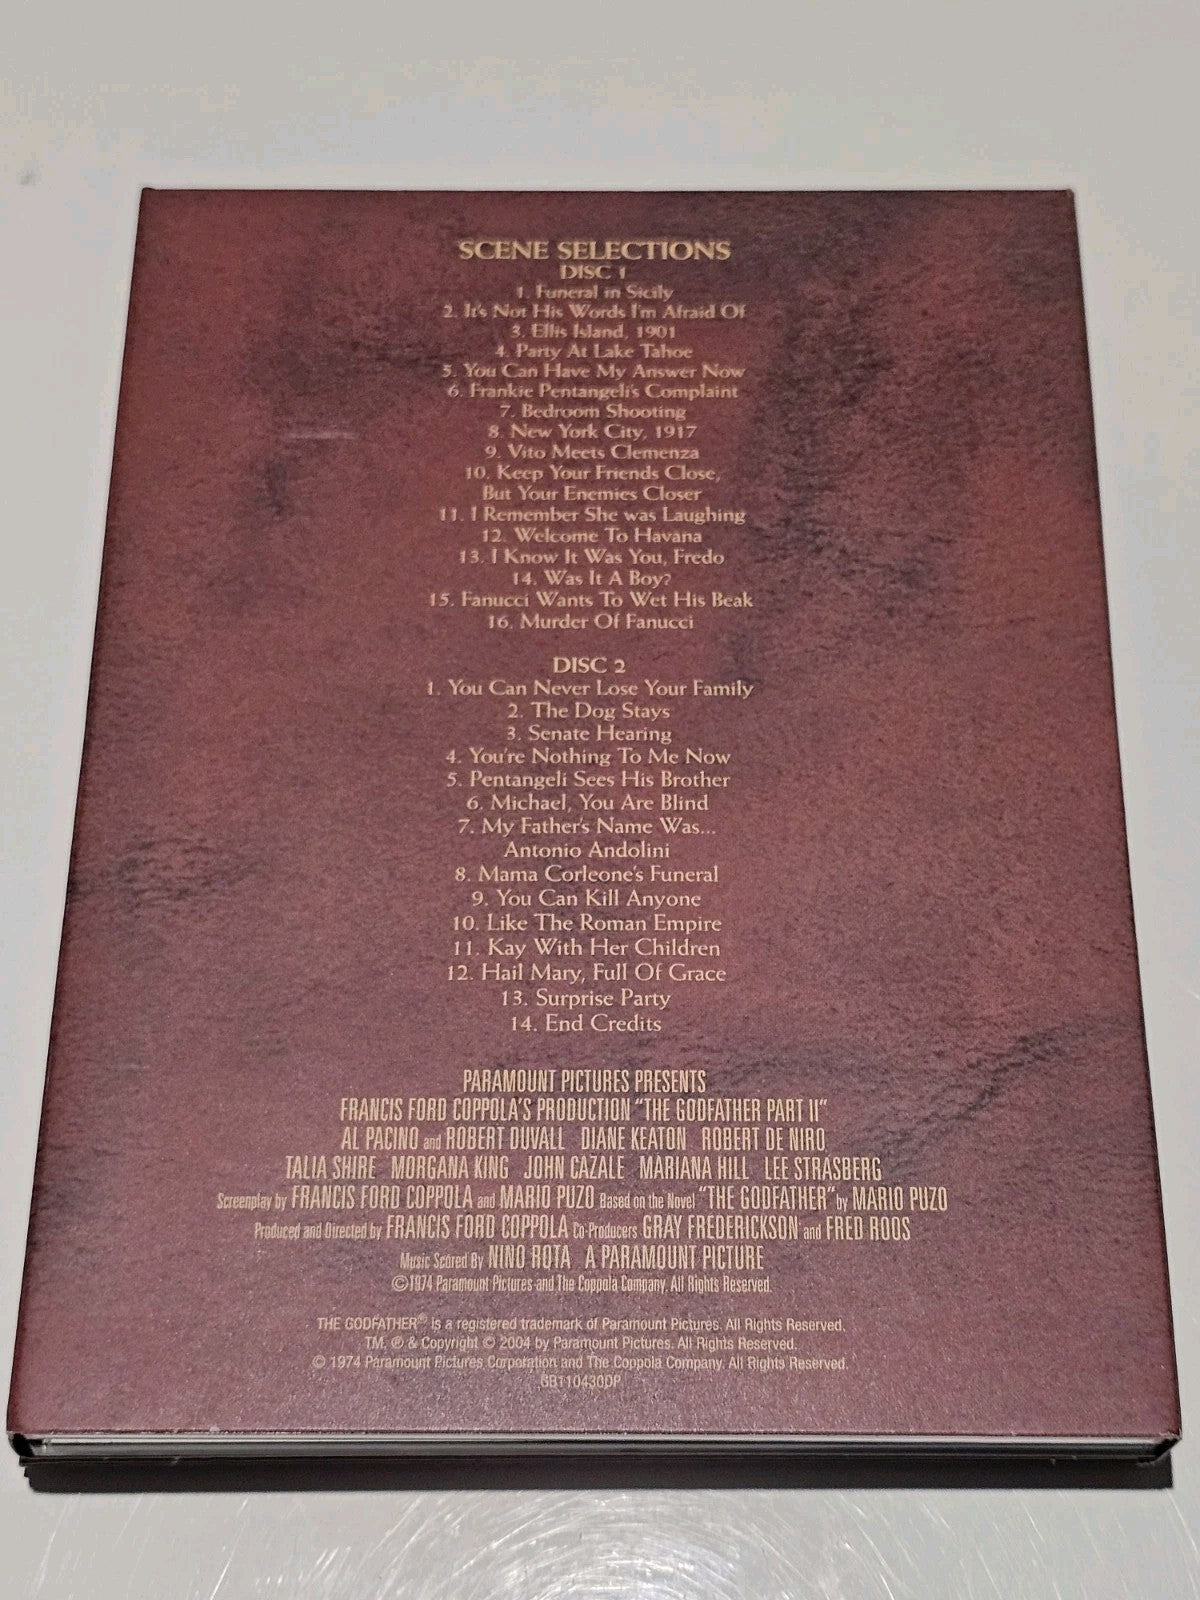 SCENE SELECTIONS
DISC 1
1. Funeral in Sicily
2. It's Not His Words I'm Afraid Of
3. Ellis Island, 1901
4. Party At Lake Tahoe
5. You Can Have My Answer Now
6. Frankie Pentangeli's Complaint
7. Bedroom Shooting
8. New York City, 1917
9. Vito Meets Clemenza
10. Keep Your Friends Close,
But Your Enemies Closer
11. I Remember She was Laughing
12. Welcome To Havana
13. I Know It Was You, Fredo
14. Was It A Boy?
15. Fanucci Wants To Wet His Beak
16. Murder Of Fanucci
DISC 2
1. You Can Never Lose Your Family
2. The Dog Stays
3. Senate Hearing
4. You're Nothing To Me Now
5. Pentangeli Sees His Brother
6. Michael, You Are Blind
7. My Father's Name Was...
Antonio Andolini
8. Mama Corleone's Funeral
9. You Can Kill Anyone
10. Like The Roman Empire
11. Kay With Her Children
12. Hail Mary, Full Of Grace
13. Surprise Party
14. End Credits
PARAMOUNT PICTURES PRESENTS
FRANCIS FORD COPPOLA'S PRODUCTION "THE GODFATHER PART II"
AL PACINO and ROBERT DUVALL DIANE KEATON ROBERT DE NIRO
TALIA SHIRE MORGANA KING JOHN CAZALE MARIANA HILL LEE STRASBERG
Screenplay by FRANCIS FORD COPPOLA and MARIO PUZO Based on the Novel "THE GODFATHER" by MARIO PUZO
Produced and Directed by FRANCIS FORD COPPOLA Co-Producers GRAY FREDERICKSON and FRED ROOS
Music Scored By NINO ROTA A PARAMOUNT PICTURE
©1974 Paramount Pictures and The Coppola Company. All Rights Reserved.
THE GODFATHER® is a registered trademark of Paramount Pictures. All Rights Reserved.
TM, ® & Copyright © 2004 by Paramount Pictures. All Rights Reserved.
© 1974 Paramount Pictures Corporation and The Coppola Company. All Rights Reserved.
GB110430DP